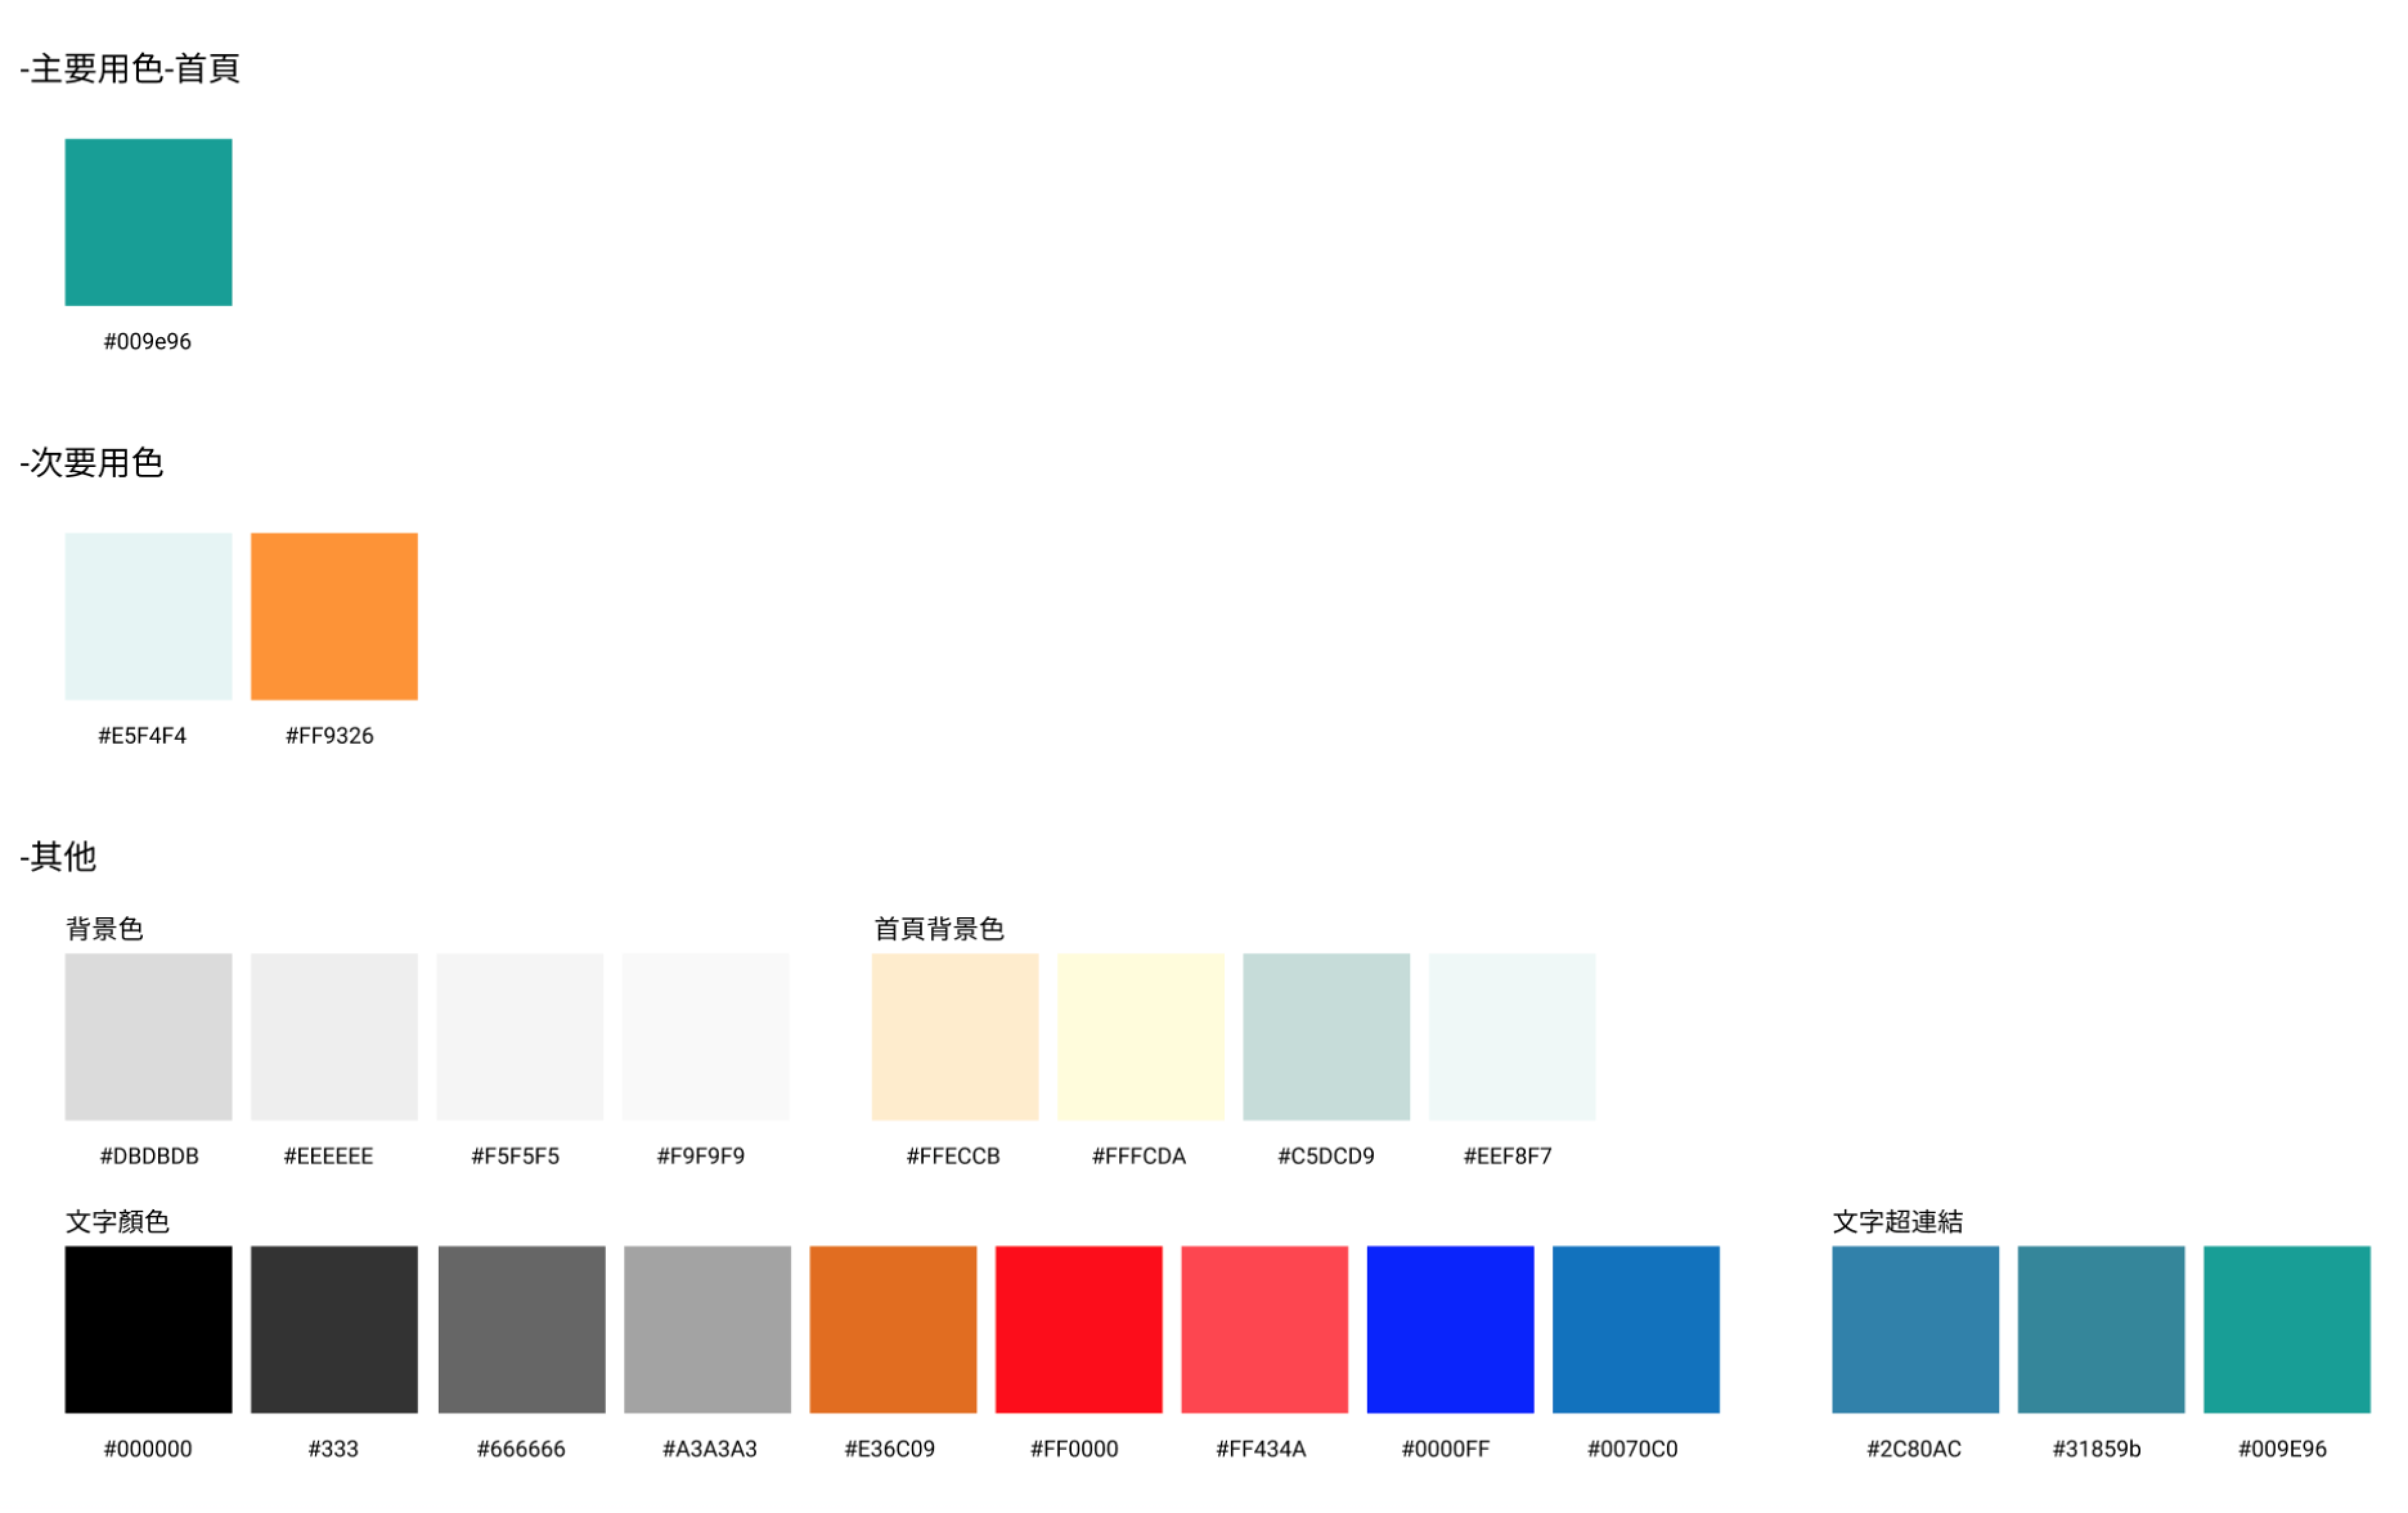 -主要用色-首頁
#009e96
-次要用色
#E5F4F4 #FF9326
-其他
背景色 首頁背景色
#DBDBDB #EEEEEE #F5F5F5 #F9F9F9 #FFECCB #FFFCDA #C5DCD9 #EEF8F7
文字顏色 文字超連結
#000000 #333 #666666 #A3A3A3 #E36C09 #FF0000 #FF434A #0000FF #0070C0 #2C80AC #31859b #009E96